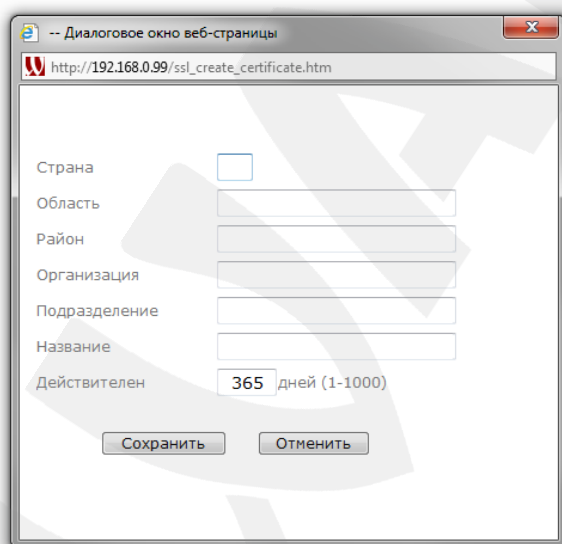 -- Диалоговое окно веб-страницы
http://192.168.0.99/ssl_create_certificate.htm
Страна
Область
Район
Организация
Подразделение
Название
Действителен 365 дней (1-1000)
Сохранить Отменить